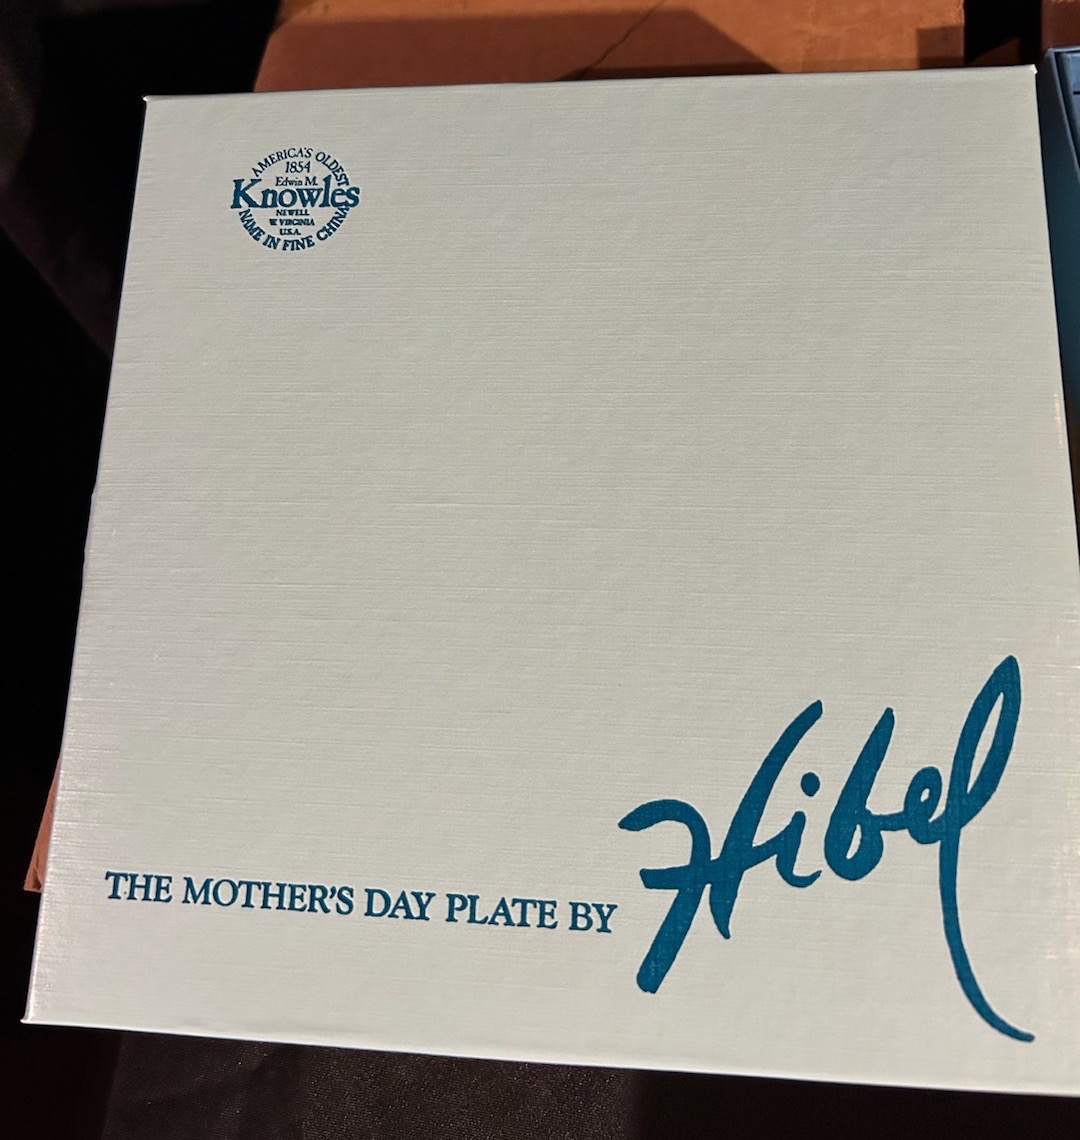 AMERICA'S OLDEST
1854
Edwin M.
Knowles
NEWELL
W. VIRGINIA
U.S.A.
NAME IN FINE CHINA
THE MOTHER'S DAY PLATE BY
Hibel